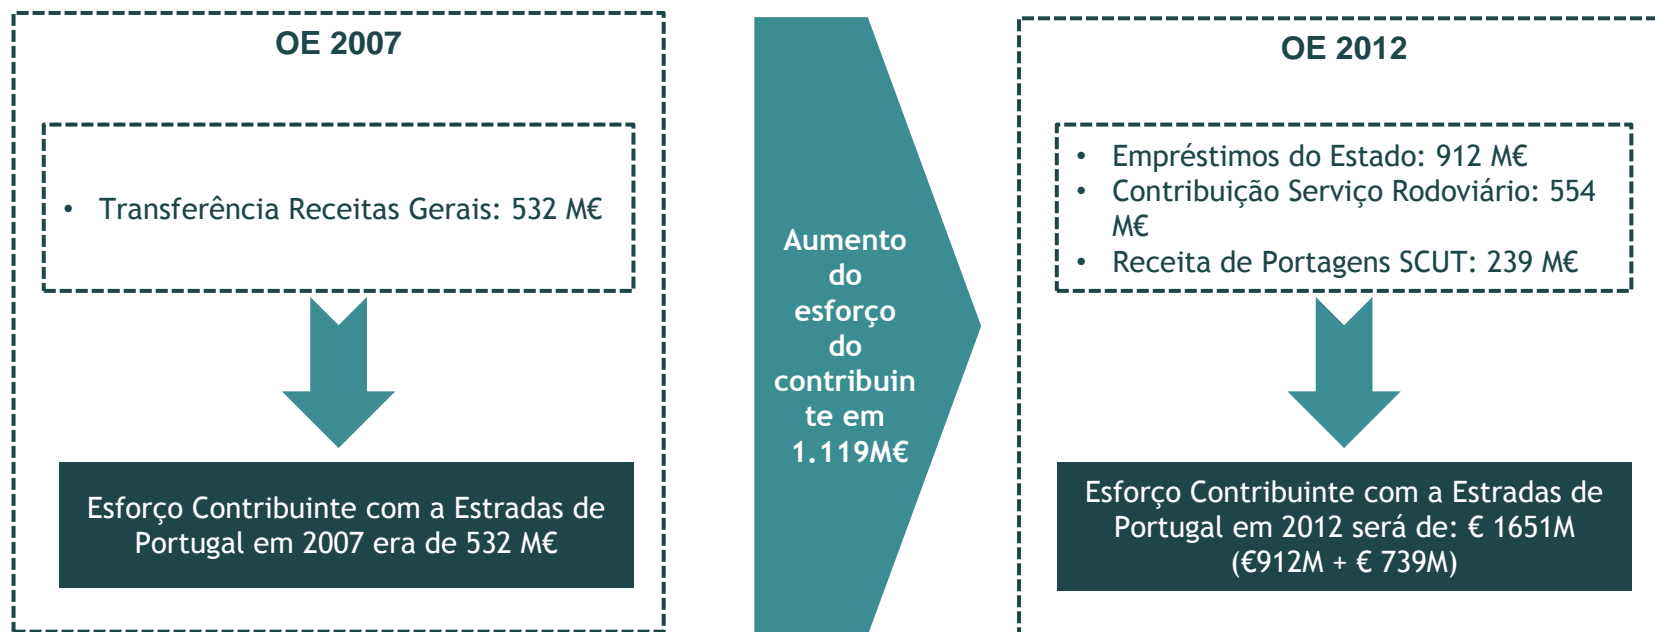 OE 2007
• Transferência Receitas Gerais: 532 M€
Esforço Contribuinte com a Estradas de
Portugal em 2007 era de 532 M€
Aumento
do
esforço
do
contribuin
te em
1.119M€
OE 2012
• Empréstimos do Estado: 912 M€
• Contribuição Serviço Rodoviário: 554
M€
• Receita de Portagens SCUT: 239 M€
Esforço Contribuinte com a Estradas de
Portugal em 2012 será de: € 1651M
(€912M + € 739M)